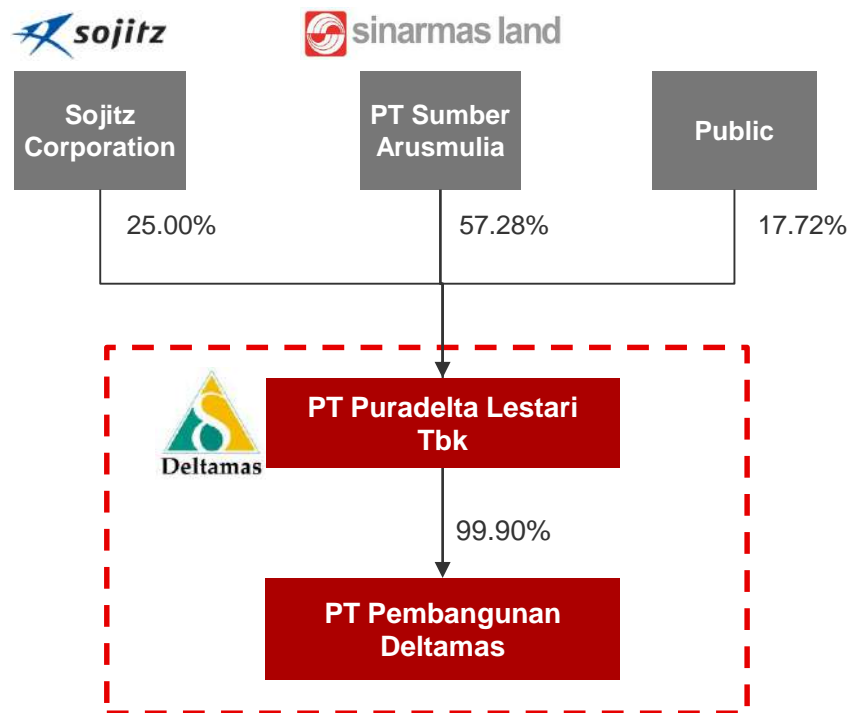 sojitz
sinarmas land
Sojitz
Corporation
PT Sumber
Arusmulia
Public
25.00%
57.28%
17.72%
Deltamas
PT Puradelta Lestari
Tbk
99.90%
PT Pembangunan
Deltamas